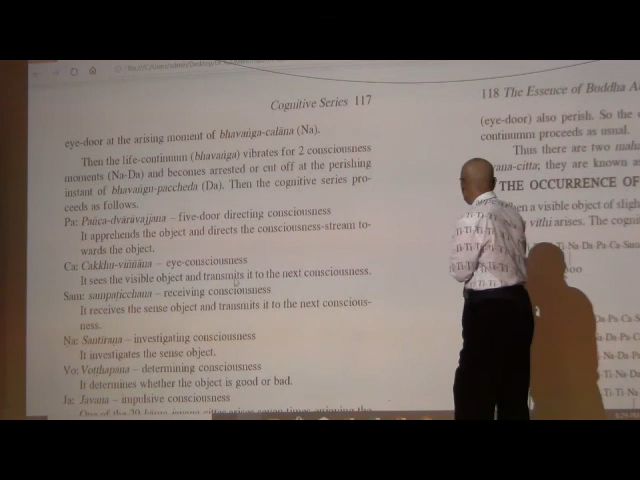 Cognitive Series 117
eye-door at the arising moment of bhavaṅga-calāna (Na).
Then the life-continuum (bhavaṅga) vibrates for 2 consciousness
moments (Na-Da) and becomes arrested or cut off at the perishing
instant of bhavaṅgu-paccheda (Da). Then the cognitive series pro-
ceeds as follows.
Pa: Pañca-dvārāvajjana – five-door directing consciousness
It apprehends the object and directs the consciousness-stream to-
wards the object.
Ca: Cakkhu-viññāna – eye-consciousness
It sees the visible object and transmits it to the next consciousness.
Sam: sampaṭicchana – receiving consciousness
It receives the sense object and transmits it to the next conscious-
ness.
Na: Santīraṇa – investigating consciousness
It investigates the sense object.
Vo: Voṭṭhapana – determining consciousness
It determines whether the object is good or bad.
Ja: Javana – impulsive consciousness
118 The Essence of Buddha
(eye-door) also perish. So the
continuum proceeds as usual.
Thus there are two
citta; they are known as
THE OCCURRENCE OF
a visible object of
vithi arises. The